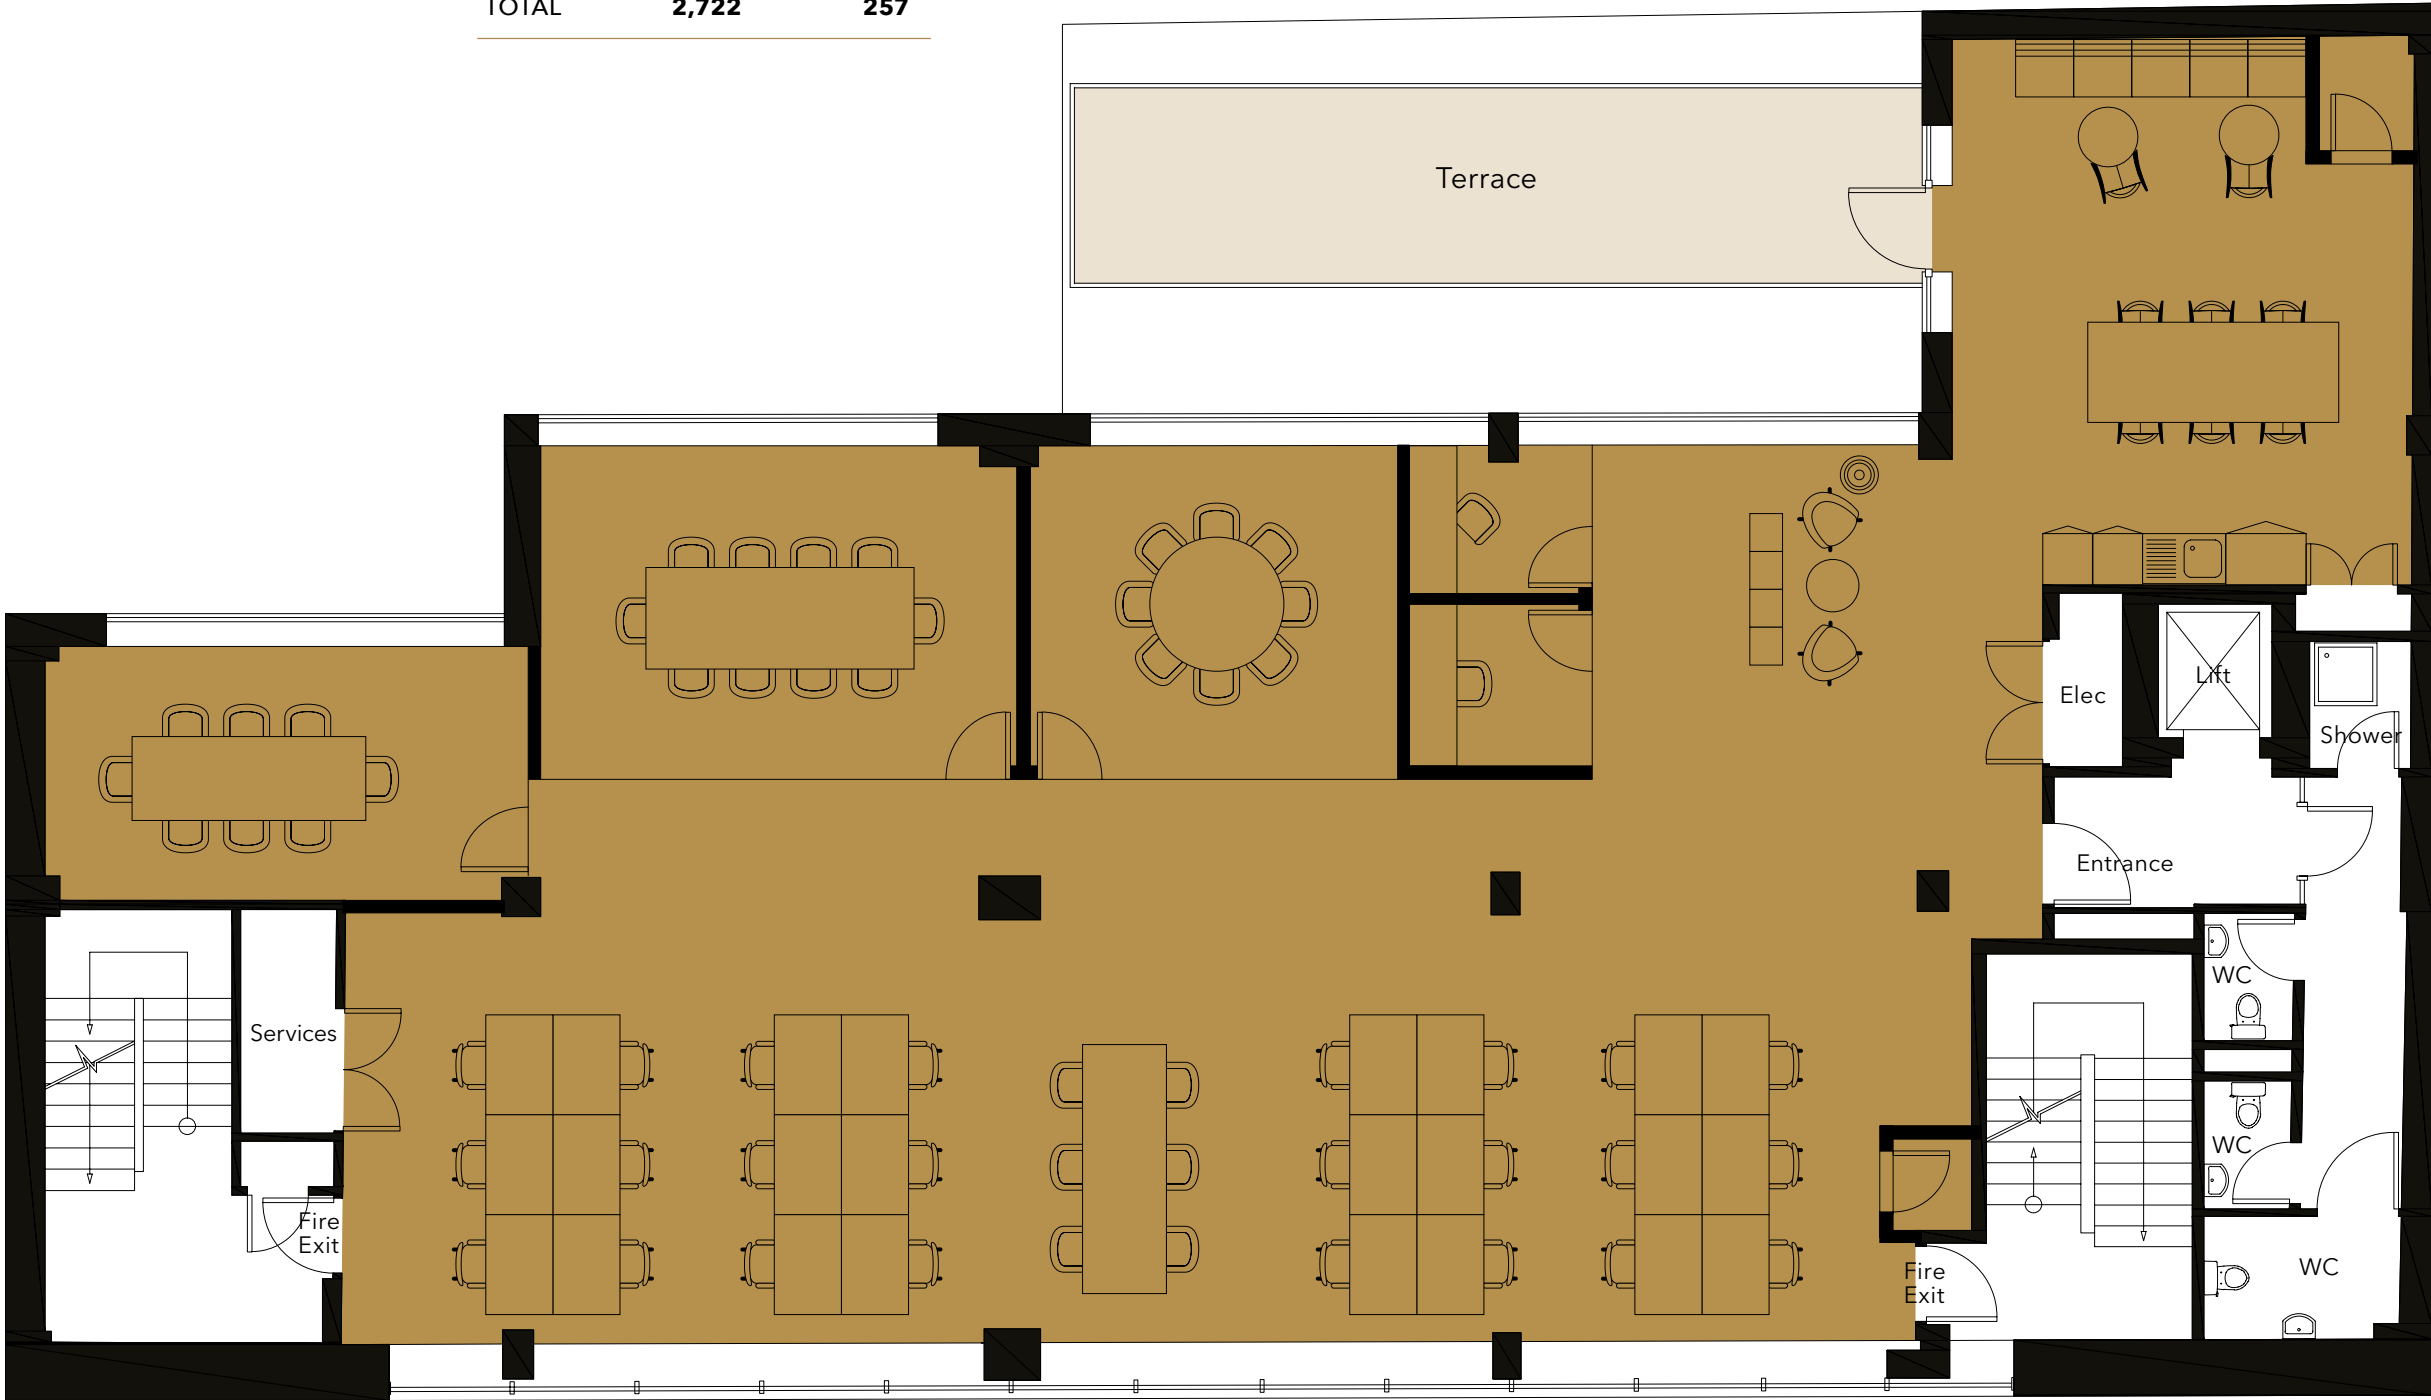 TOTAL 2,722 257
Terrace
Lift
Elec
Shower
Entrance
WC
Services
WC
Fire
Exit
Fire
Exit
WC